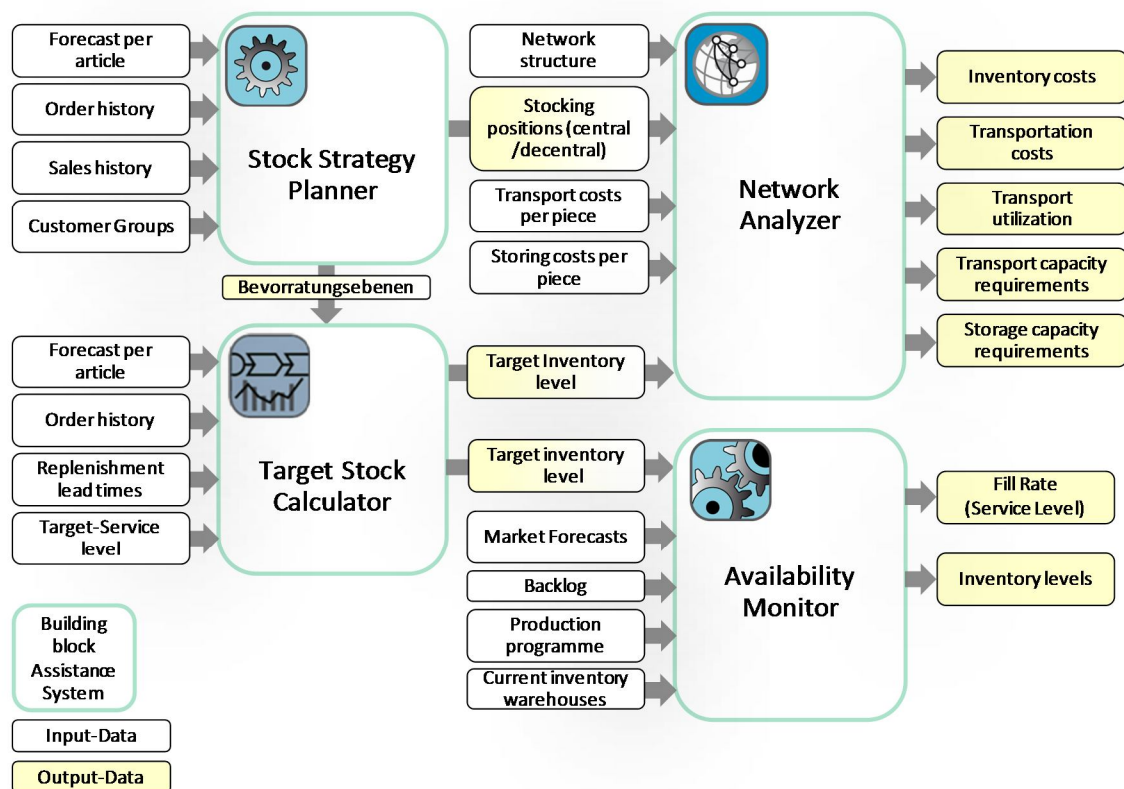 Forecast per
article
Order history
Sales history
Customer Groups
Stock Strategy
Planner
Bevorratungsebenen
Network
structure
Stocking
positions (central
/decentral)
Transport costs
per piece
Storing costs per
piece
Network
Analyzer
Inventory costs
Transportation
costs
Transport
utilization
Transport capacity
requirements
Storage capacity
requirements
Forecast per
article
Order history
Replenishment
lead times
Target-Service
level
Target Stock
Calculator
Target Inventory
level
Target inventory
level
Market Forecasts
Backlog
Production
programme
Current inventory
warehouses
Availability
Monitor
Fill Rate
(Service Level)
Inventory levels
Building
block
Assistance
System
Input-Data
Output-Data